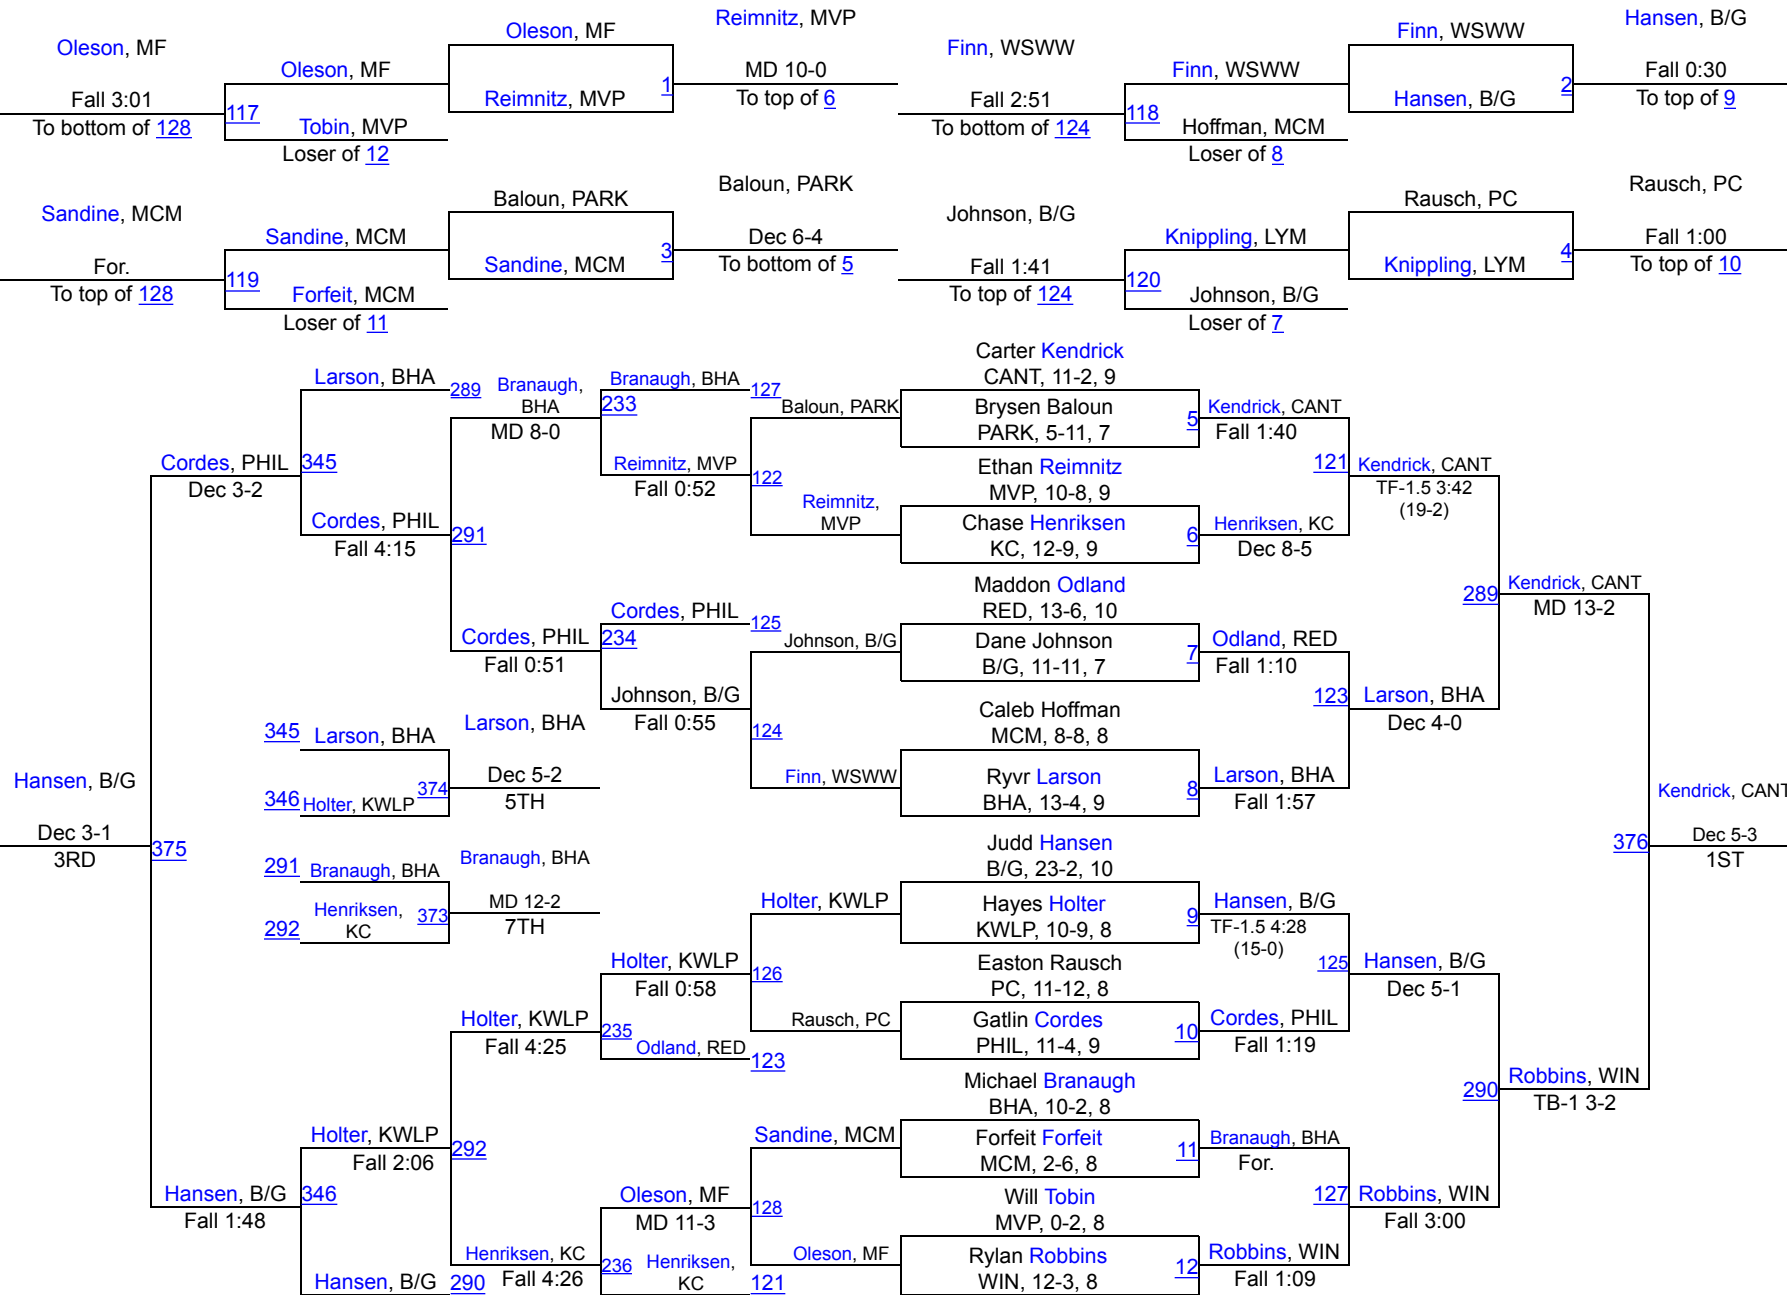 Oleson, MF
Fall 3:01
To bottom of 128
117
Oleson, MF
Tobin, MVP
Loser of 12
Oleson, MF
Reimnitz, MVP
1
Reimnitz, MVP
MD 10-0
To top of 6
Finn, WSWW
Fall 2:51
To bottom of 124
118
Finn, WSWW
Hoffman, MCM
Loser of 8
Finn, WSWW
Hansen, B/G
2
Hansen, B/G
Fall 0:30
To top of 9
Sandine, MCM
For.
To top of 128
119
Sandine, MCM
Forfeit, MCM
Loser of 11
Baloun, PARK
Sandine, MCM
3
Baloun, PARK
Dec 6-4
To bottom of 5
Johnson, B/G
Fall 1:41
To top of 124
120
Knippling, LYM
Johnson, B/G
Loser of 7
Rausch, PC
Knippling, LYM
4
Rausch, PC
Fall 1:00
To top of 10
Hansen, B/G
Dec 3-1
3RD
375
Cordes, PHIL
Dec 3-2
345
Larson, BHA
289
Cordes, PHIL
Fall 4:15
291
Branaugh,
BHA
MD 8-0
233
Branaugh, BHA
127
Reimnitz, MVP
Fall 0:52
122
Baloun, PARK
Reimnitz,
MVP
Cordes, PHIL
Fall 0:51
234
Cordes, PHIL
125
Johnson, B/G
Fall 0:55
124
Johnson, B/G
Finn, WSWW
345
Larson, BHA
346
Holter, KWLP
374
Larson, BHA
Dec 5-2
5TH
291
Branaugh, BHA
292
Henriksen,
KC
373
Branaugh, BHA
MD 12-2
7TH
Hansen, B/G
Fall 1:48
346
Holter, KWLP
Fall 2:06
292
Hansen, B/G
290
Holter, KWLP
Fall 4:25
235
Holter, KWLP
Fall 0:58
126
Holter, KWLP
Rausch, PC
Odland, RED
123
Henriksen, KC
Fall 4:26
236
Oleson, MF
MD 11-3
128
Sandine, MCM
Oleson, MF
Henriksen,
KC
121
Carter Kendrick
CANT, 11-2, 9
Brysen Baloun
PARK, 5-11, 7
5
Kendrick, CANT
Fall 1:40
Ethan Reimnitz
MVP, 10-8, 9
Chase Henriksen
KC, 12-9, 9
6
Henriksen, KC
Dec 8-5
121
Kendrick, CANT
TF-1.5 3:42
(19-2)
Maddon Odland
RED, 13-6, 10
Dane Johnson
B/G, 11-11, 7
7
Odland, RED
Fall 1:10
Caleb Hoffman
MCM, 8-8, 8
Ryvr Larson
BHA, 13-4, 9
8
Larson, BHA
Fall 1:57
123
Larson, BHA
Dec 4-0
289
Kendrick, CANT
MD 13-2
Judd Hansen
B/G, 23-2, 10
Hayes Holter
KWLP, 10-9, 8
9
Hansen, B/G
TF-1.5 4:28
(15-0)
Easton Rausch
PC, 11-12, 8
Gatlin Cordes
PHIL, 11-4, 9
10
Cordes, PHIL
Fall 1:19
125
Hansen, B/G
Dec 5-1
Michael Branaugh
BHA, 10-2, 8
Forfeit Forfeit
MCM, 2-6, 8
11
Branaugh, BHA
For.
Will Tobin
MVP, 0-2, 8
Rylan Robbins
WIN, 12-3, 8
12
Robbins, WIN
Fall 1:09
127
Robbins, WIN
Fall 3:00
290
Robbins, WIN
TB-1 3-2
376
Kendrick, CANT
Dec 5-3
1ST